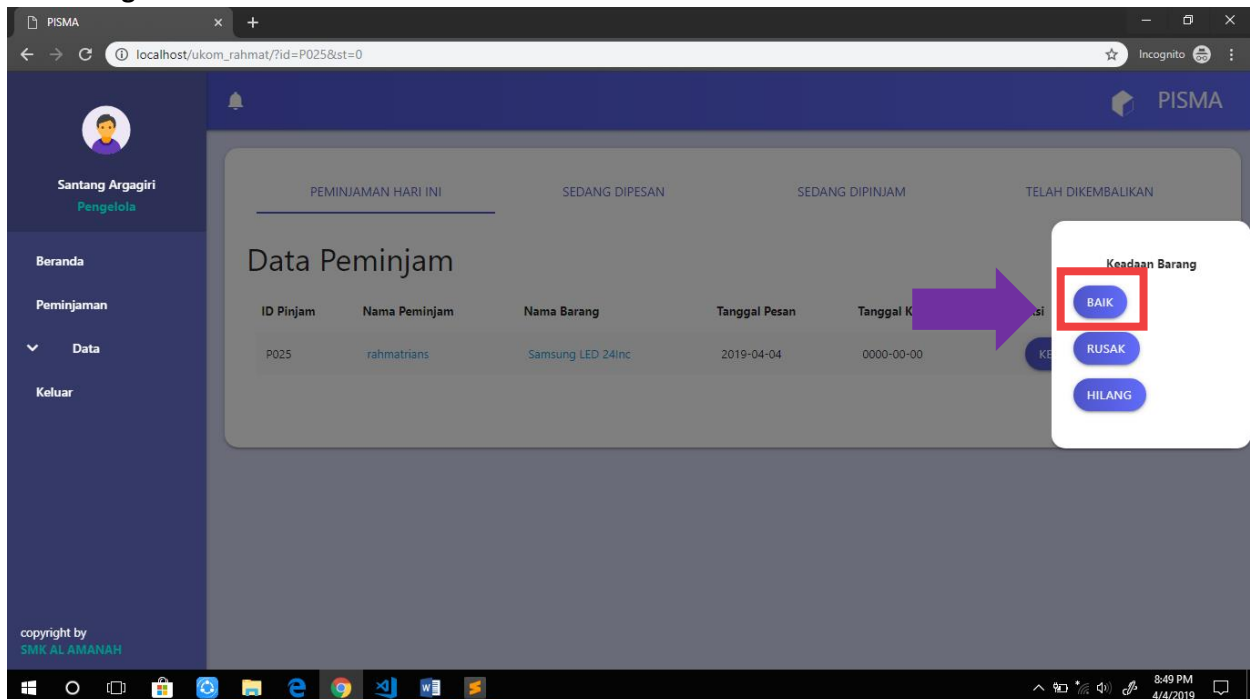 PISMA
localhost/ukom_rahmat/?id=P025&st=0
Incognito
PISMA
Santang Argagiri
Pengelola
Beranda
Peminjaman
Data
Keluar
copyright by
SMK AL AMANAH
PEMINJAMAN HARI INI SEDANG DIPESAN SEDANG DIPINJAM TELAH DIKEMBALIKAN
Data Peminjam
ID Pinjam Nama Peminjam Nama Barang Tanggal Pesan Tanggal
P025 rahmatrians Samsung LED 24Inc 2019-04-04 0000-00-00
Keadaan Barang
BAIK
RUSAK
HILANG
8:49 PM
4/4/2019